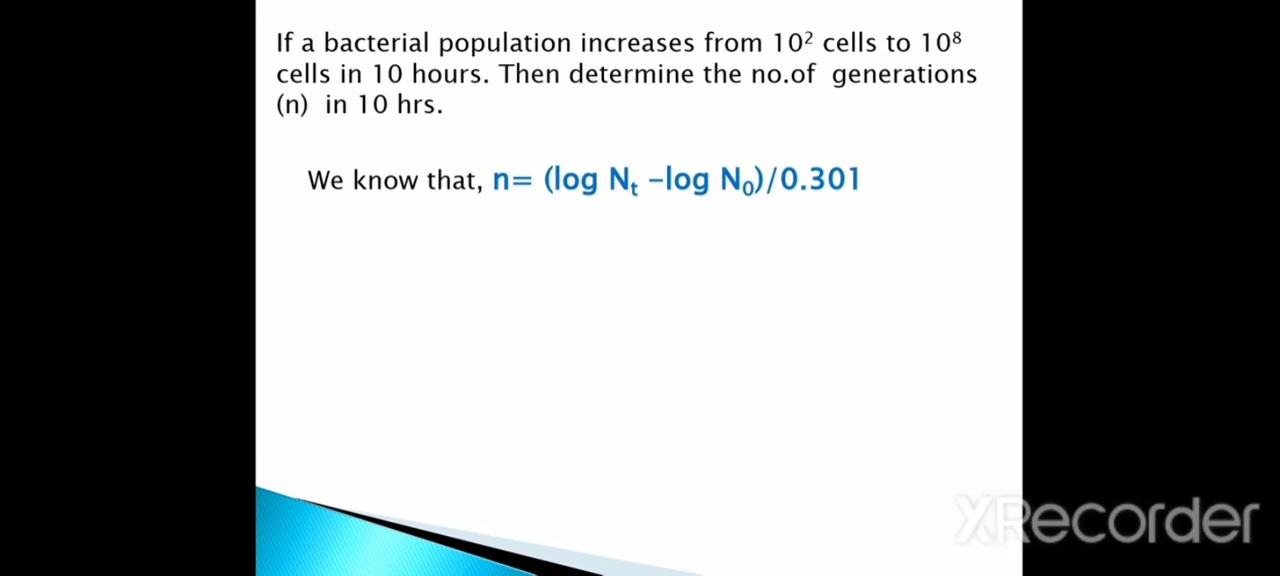 If a bacterial population increases from 10² cells to 10⁸
cells in 10 hours. Then determine the no.of generations
(n) in 10 hrs.
We know that, n= (log Nₜ –log N₀)/0.301
XRecorder